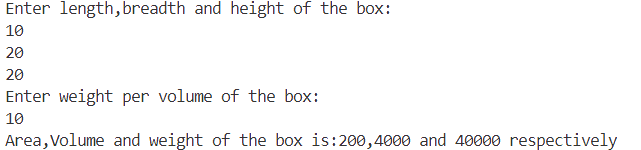 Enter length,breadth and height of the box:
10
20
20
Enter weight per volume of the box:
10
Area,Volume and weight of the box is:200,4000 and 40000 respectively